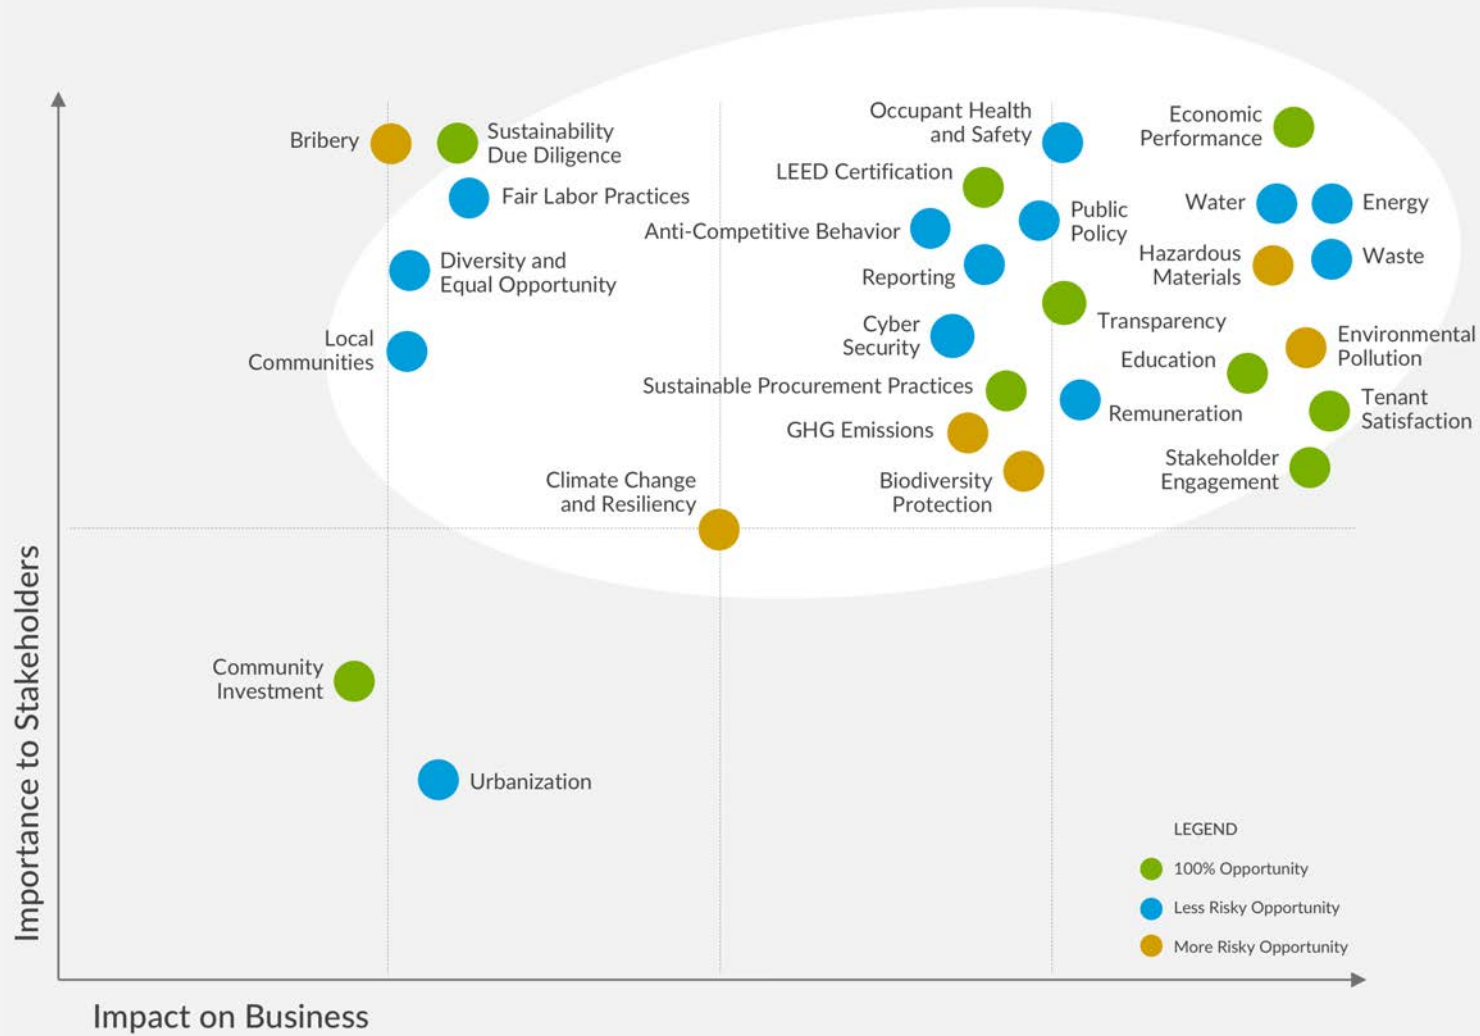 Occupant Health
and Safety
Economic
Performance
Bribery
Sustainability
Due Diligence
LEED Certification
Fair Labor Practices
Anti-Competitive Behavior
Public
Policy
Water
Energy
Diversity and
Equal Opportunity
Reporting
Hazardous
Materials
Waste
Local
Communities
Cyber
Security
Transparency
Environmental
Pollution
Education
Sustainable Procurement Practices
Remuneration
Tenant
Satisfaction
GHG Emissions
Climate Change
and Resiliency
Biodiversity
Protection
Stakeholder
Engagement
Importance to Stakeholders
Community
Investment
Urbanization
LEGEND
100% Opportunity
Less Risky Opportunity
More Risky Opportunity
Impact on Business